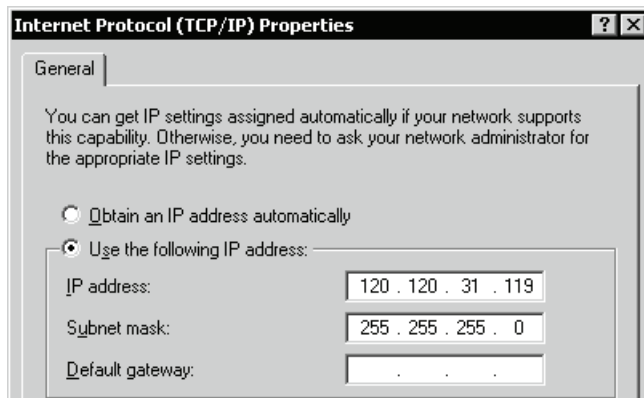 Internet Protocol (TCP/IP) Properties ? X
General
You can get IP settings assigned automatically if your network supports
this capability. Otherwise, you need to ask your network administrator for
the appropriate IP settings.
Obtain an IP address automatically
Use the following IP address:
IP address: 120 . 120 . 31 . 119
Subnet mask: 255 . 255 . 255 . 0
Default gateway: . . .